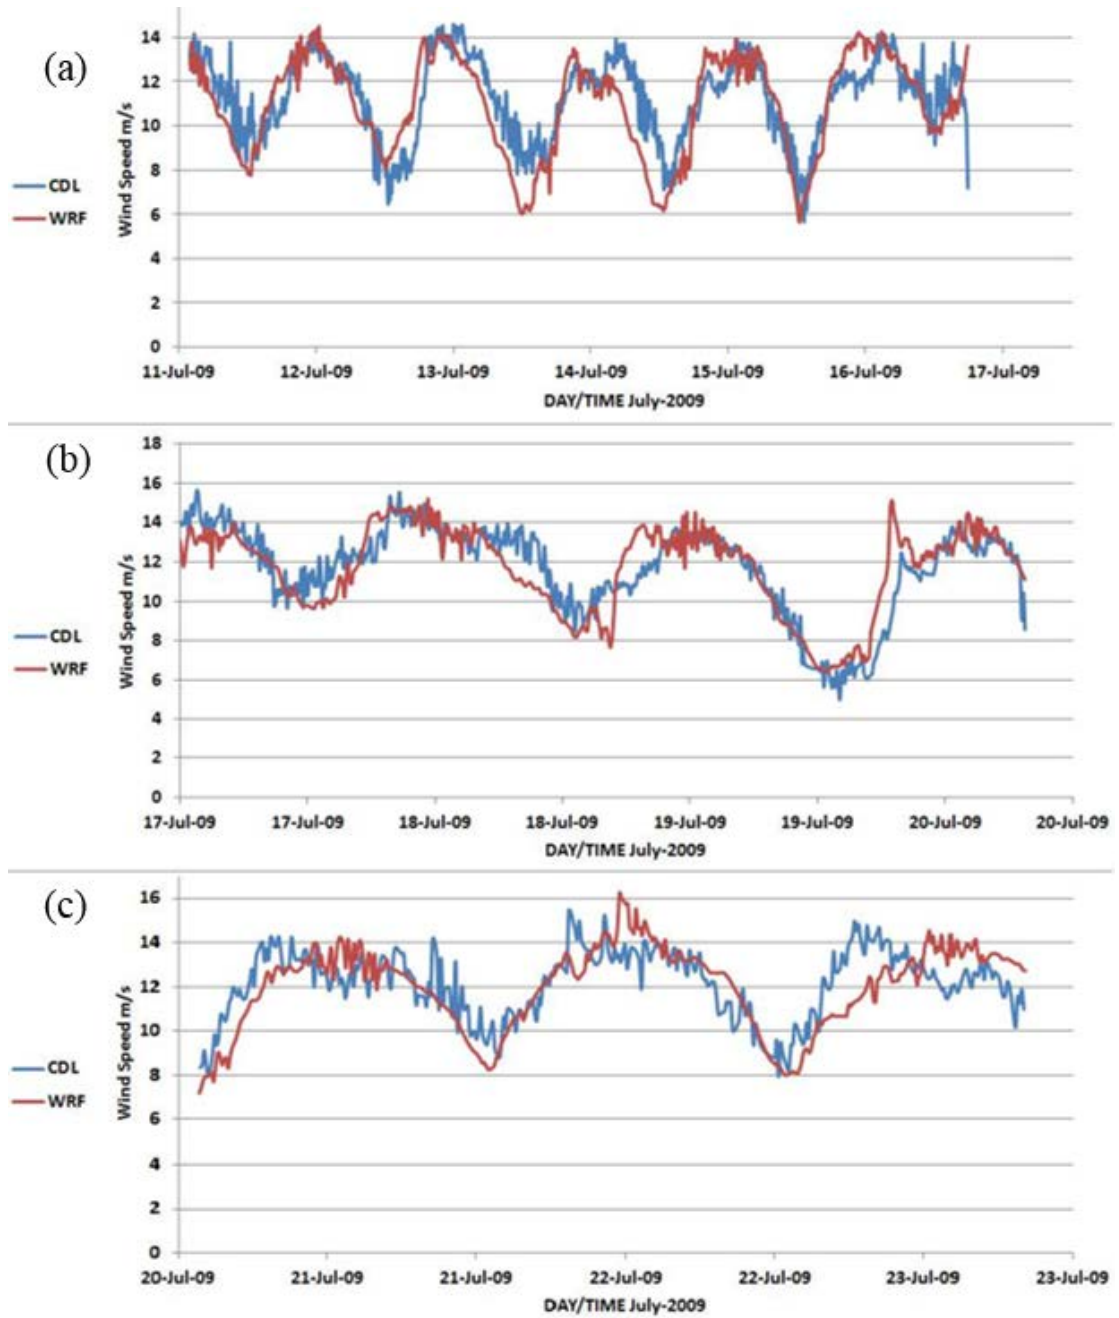 (a)
14
12
10
8
6
4
2
0
Wind Speed m/s
CDL
WRF
11-Jul-09 12-Jul-09 13-Jul-09 14-Jul-09 15-Jul-09 16-Jul-09 17-Jul-09
DAY/TIME July-2009
(b)
18
16
14
12
10
8
6
4
2
0
Wind Speed m/s
CDL
WRF
17-Jul-09 17-Jul-09 18-Jul-09 18-Jul-09 19-Jul-09 19-Jul-09 20-Jul-09 20-Jul-09
DAY/TIME July-2009
(c)
16
14
12
10
8
6
4
2
0
Wind Speed m/s
CDL
WRF
20-Jul-09 21-Jul-09 21-Jul-09 22-Jul-09 22-Jul-09 23-Jul-09 23-Jul-09
DAY/TIME July-2009